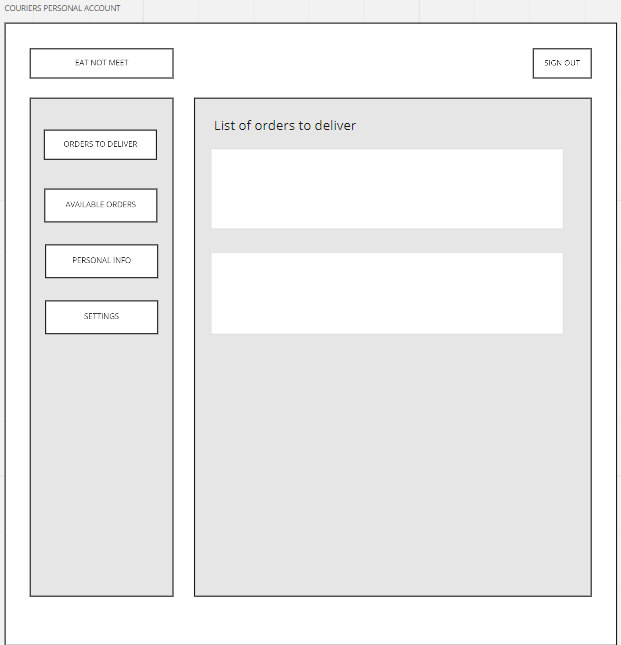 COURIERS PERSONAL ACCOUNT
EAT NOT MEET
SIGN OUT
ORDERS TO DELIVER
AVAILABLE ORDERS
PERSONAL INFO
SETTINGS
List of orders to deliver